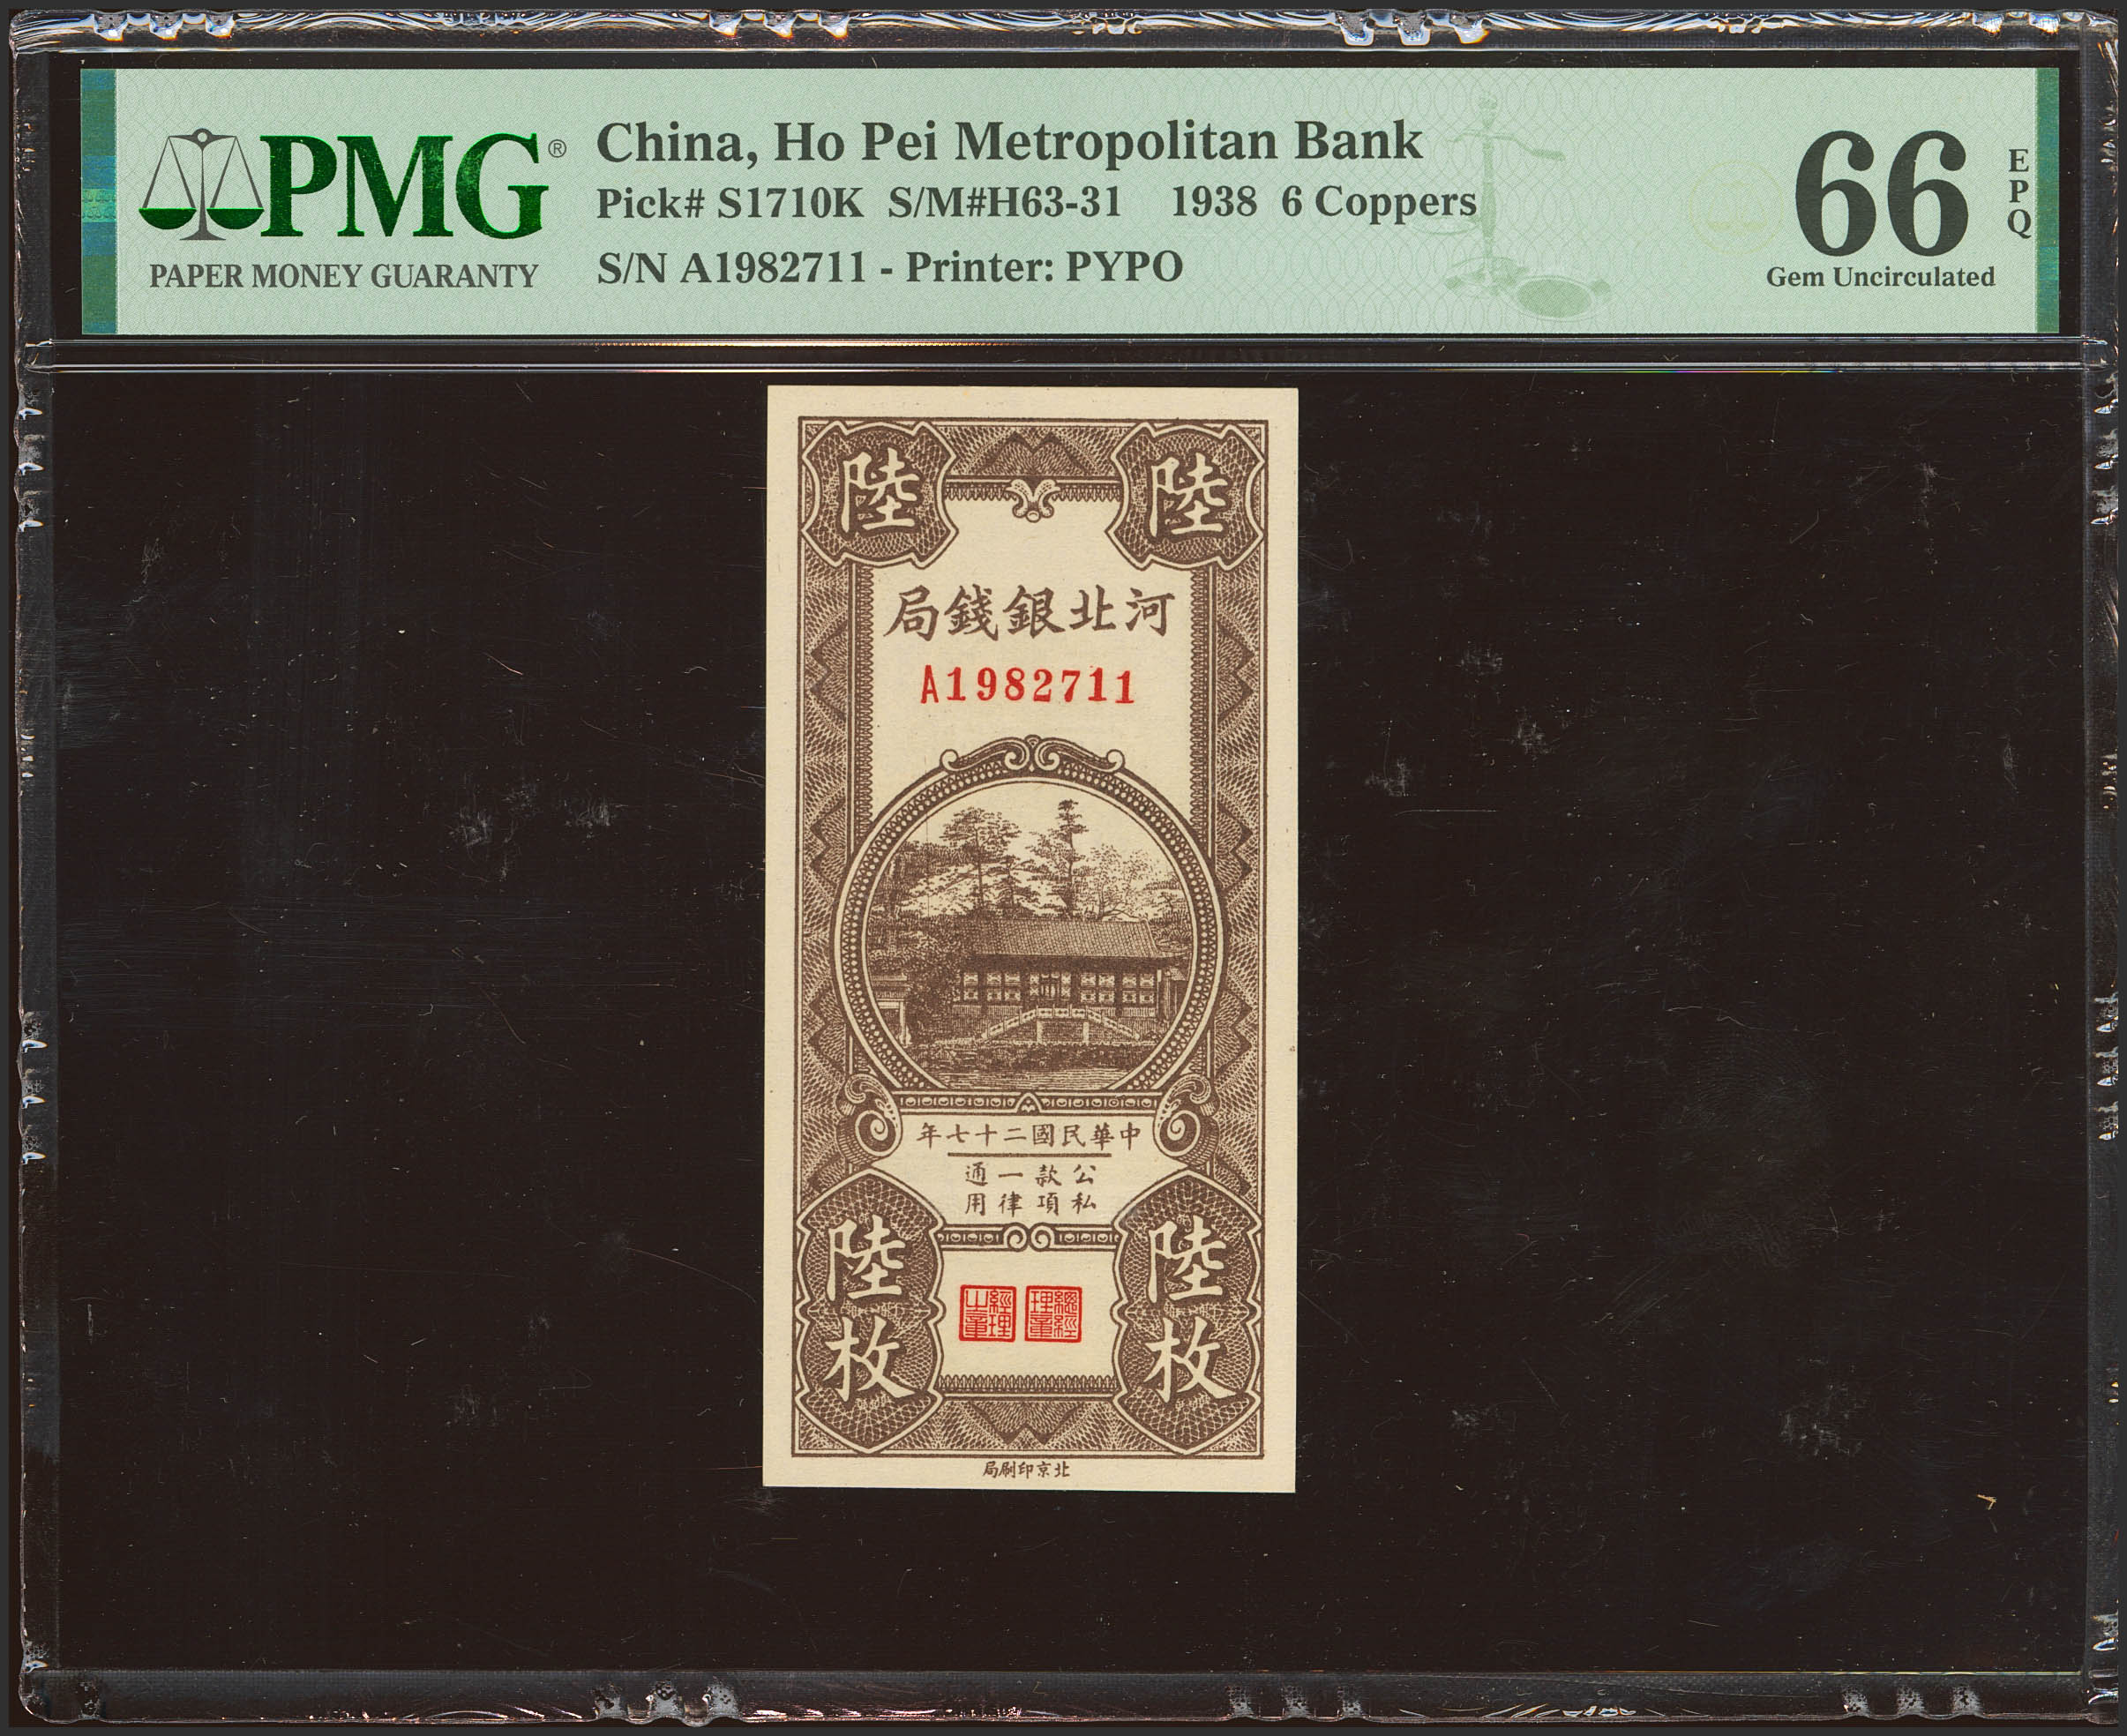 PMG®
PAPER MONEY GUARANTY
China, Ho Pei Metropolitan Bank
Pick# S1710K S/M#H63-31 1938 6 Coppers
S/N A1982711 - Printer: PYPO
66
EPQ
Gem Uncirculated
陸 陸
局錢銀北河
A1982711
年七十二國民華中
通一款公
用律項私
陸枚 陸枚
局刷印京北